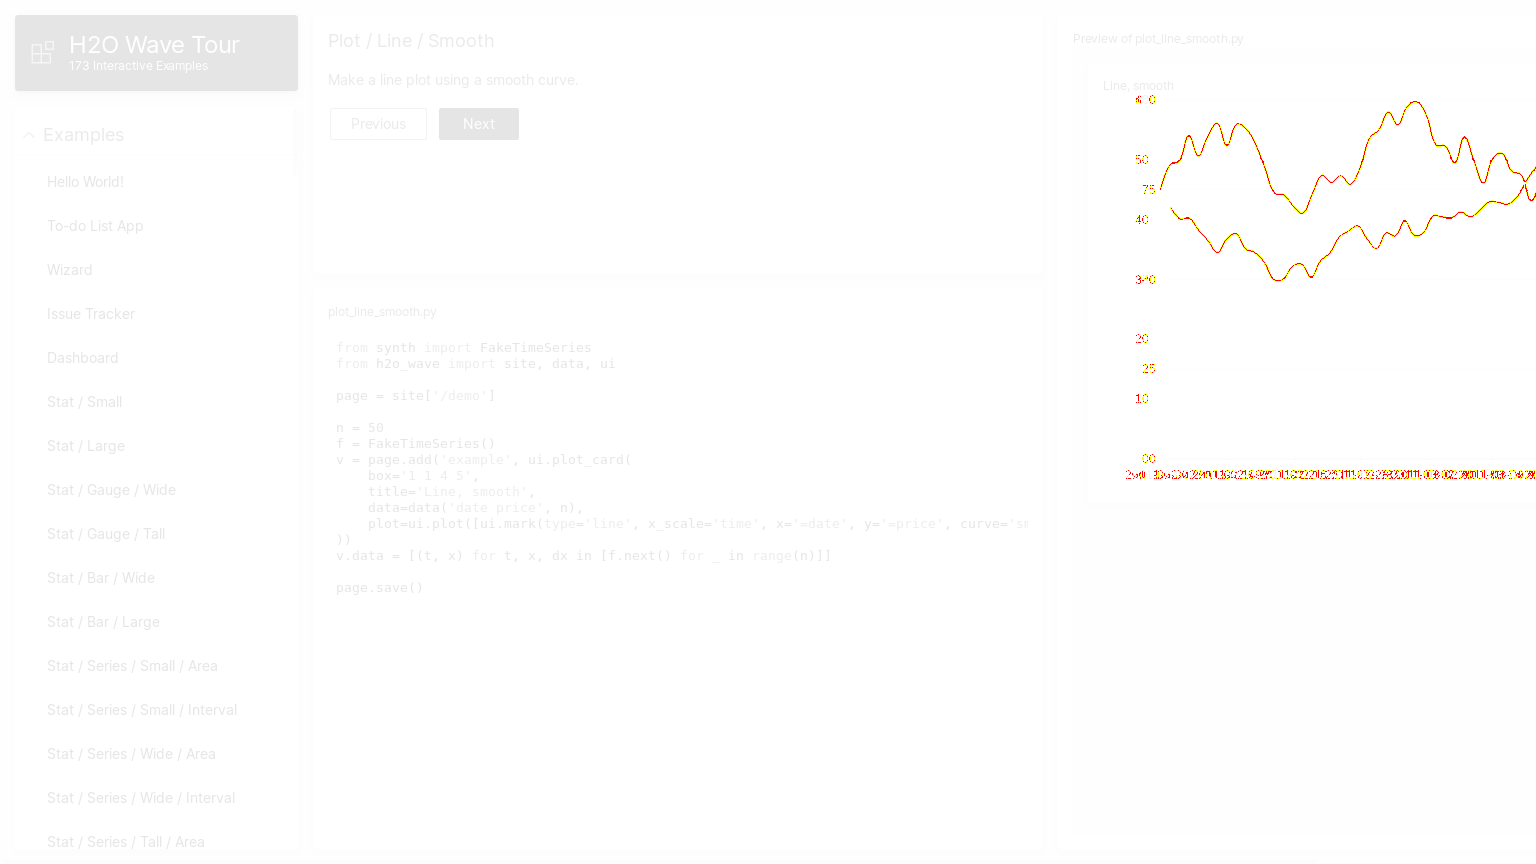 H2O Wave Tour
173 Interactive Examples
Examples
Hello World!
To-do List App
Wizard
Issue Tracker
Dashboard
Stat / Small
Stat / Large
Stat / Gauge / Wide
Stat / Gauge / Tall
Stat / Bar / Wide
Stat / Bar / Large
Stat / Series / Small / Area
Stat / Series / Small / Interval
Stat / Series / Wide / Area
Stat / Series / Wide / Interval
Stat / Series / Tall / Area
Plot / Line / Smooth
Make a line plot using a smooth curve.
Previous Next
plot_line_smooth.py
from synth import FakeTimeSeries
from h2o_wave import site, data, ui
page = site['/demo']
n = 50
f = FakeTimeSeries()
v = page.add('example', ui.plot_card(
box='1 1 4 5',
title='Line, smooth',
data=data('date price', n),
plot=ui.plot([ui.mark(type='line', x_scale='time', x='=date', y='=price', curve='sm
))
v.data = [(t, x) for t, x, dx in [f.next() for _ in range(n)]]
page.save()
Preview of plot_line_smooth.py
Line, smooth
50
75
40
20
25
10